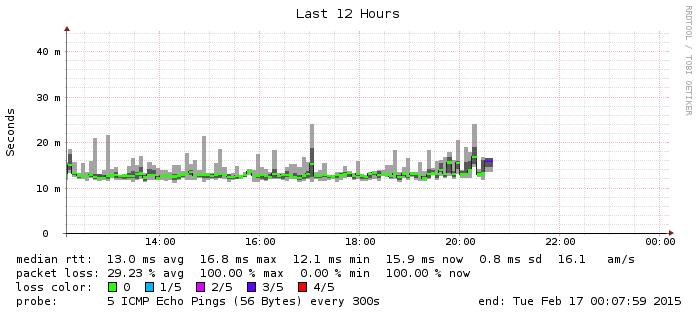 Last 12 Hours
RRDTOOL / TOBI OETIKER
Seconds
40 m
30 m
20 m
10 m
0
14:00 16:00 18:00 20:00 22:00 00:00
median rtt: 13.0 ms avg 16.8 ms max 12.1 ms min 15.9 ms now 0.8 ms sd 16.1 am/s
packet loss: 29.23 % avg 100.00 % max 0.00 % min 100.00 % now
loss color: 0 1/5 2/5 3/5 4/5
probe: 5 ICMP Echo Pings (56 Bytes) every 300s end: Tue Feb 17 00:07:59 2015